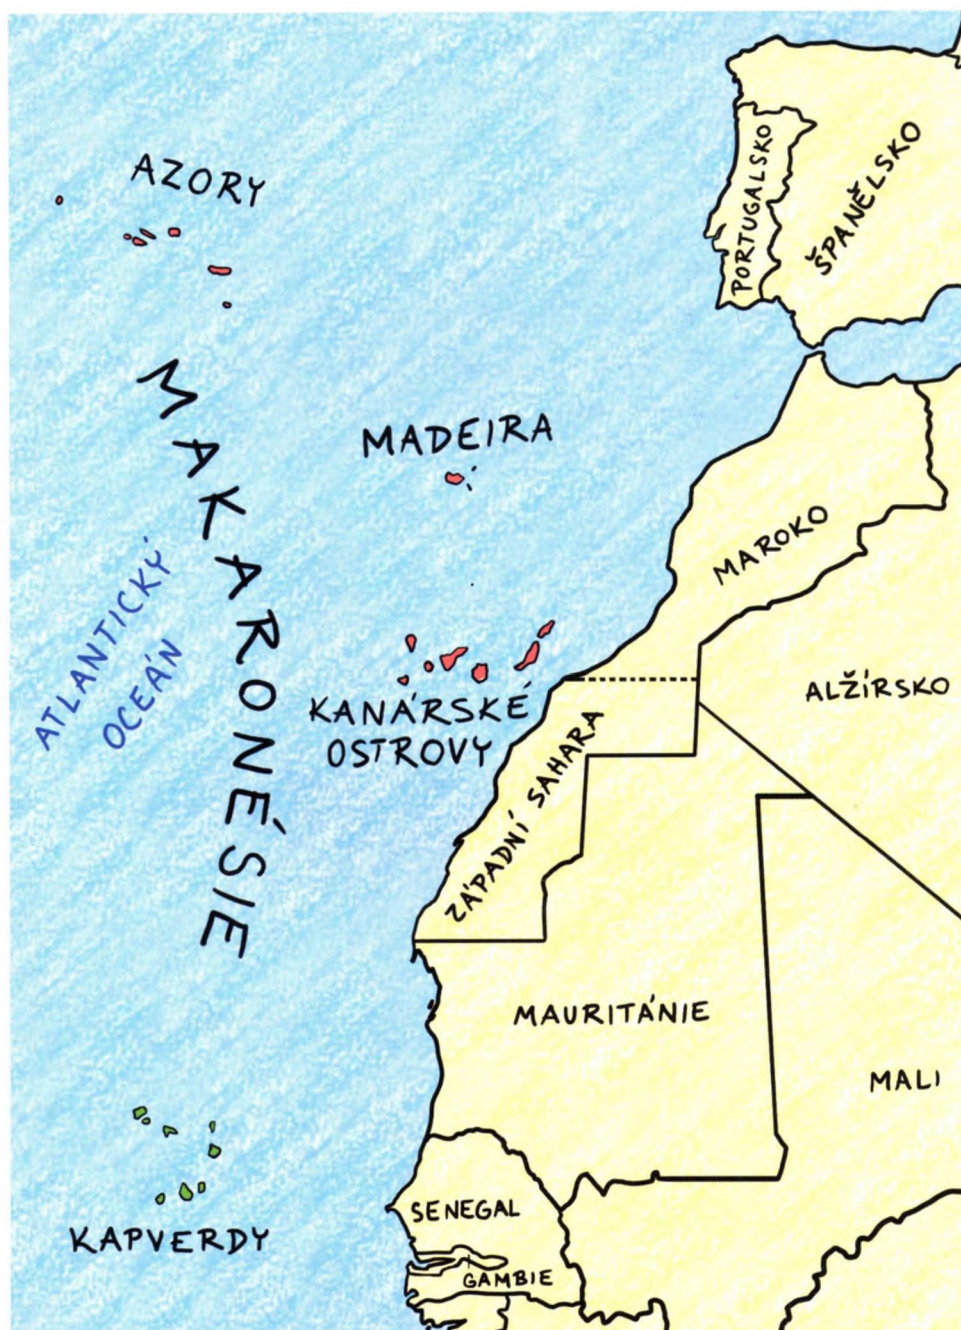 AZORY
PORTUGALSKO
ŠPANĚLSKO
MAKARONÉSIE
MADEIRA
MAROKO
ATLANTICKÝ
OCEÁN
KANÁRSKÉ
OSTROVY
ALŽÍRSKO
ZÁPADNÍ SAHARA
MAURITÁNIE
MALI
SENEGAL
KAPVERDY
GAMBIE